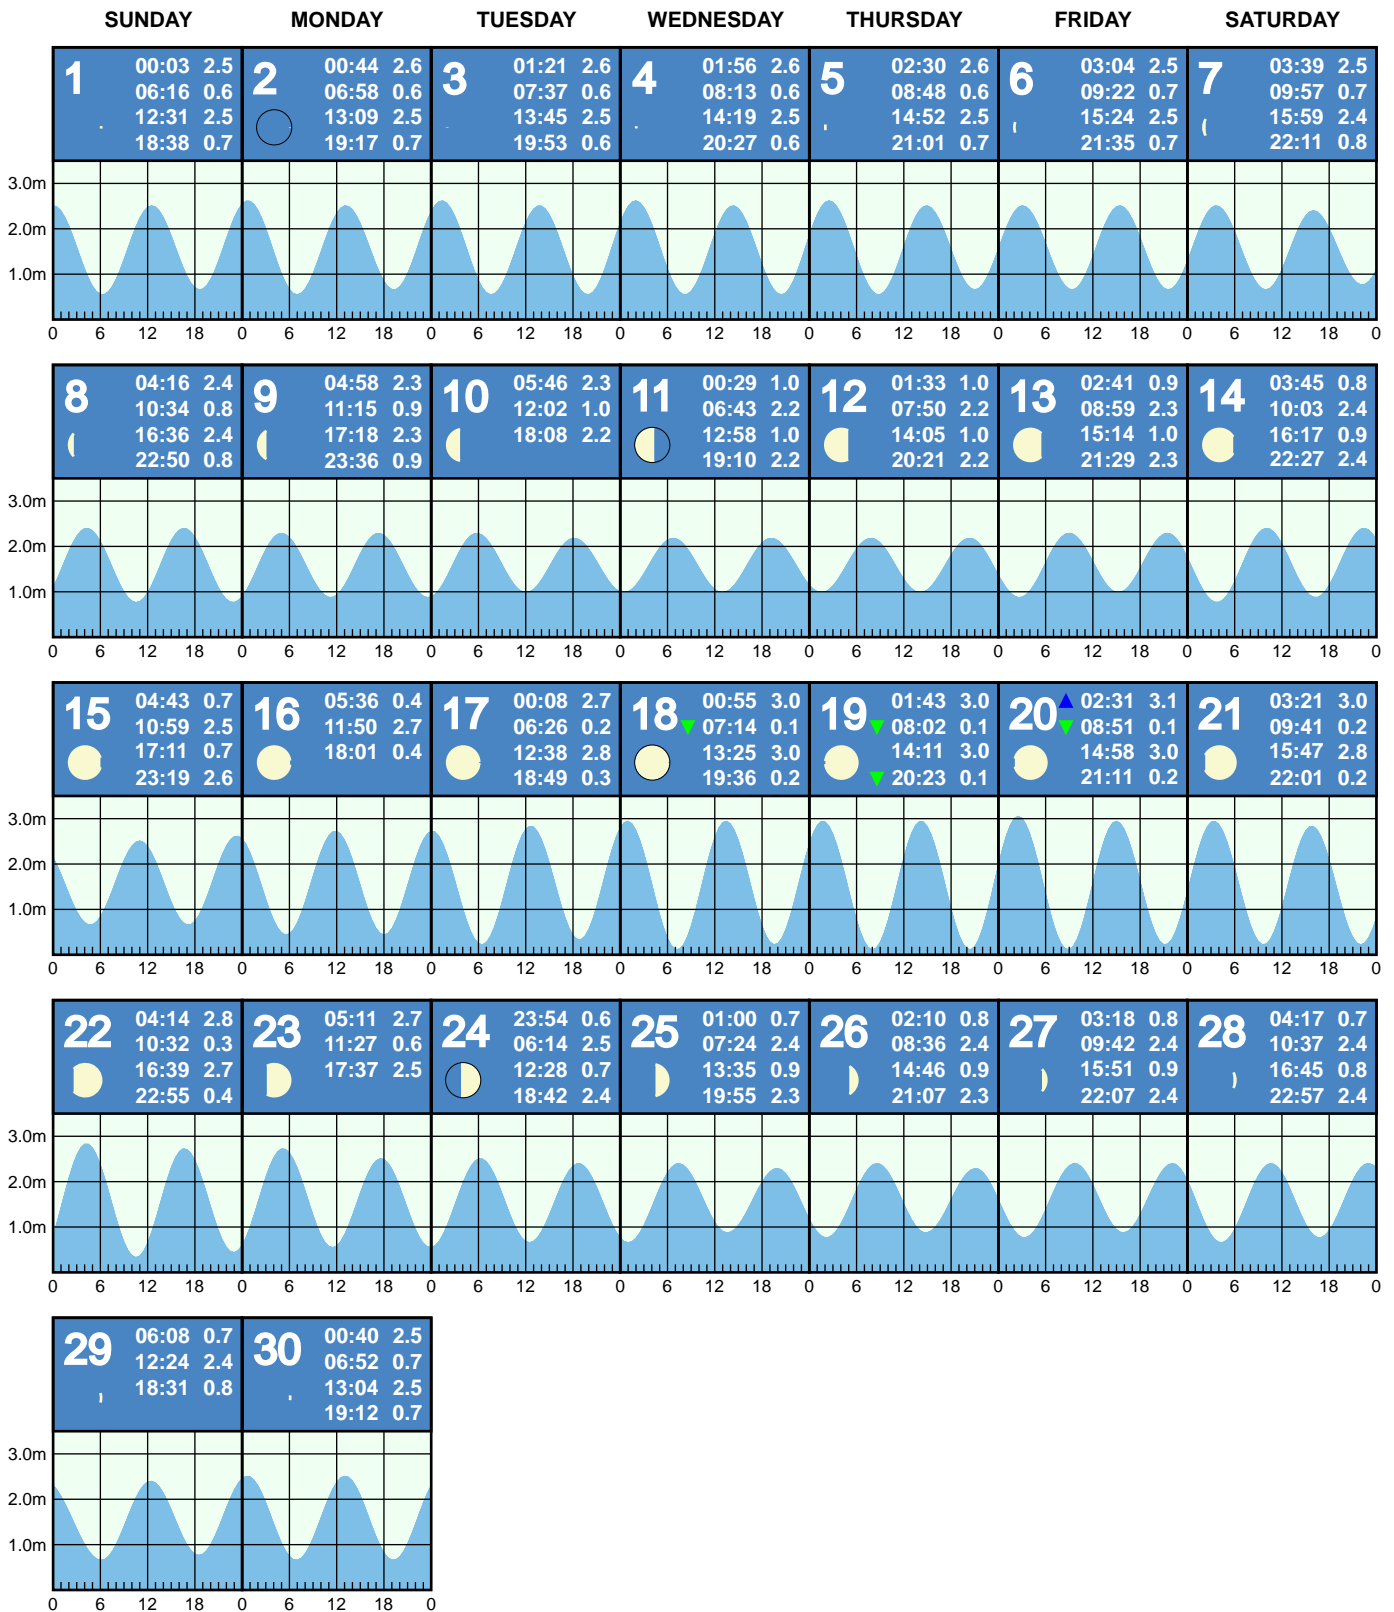 SUNDAY MONDAY TUESDAY WEDNESDAY THURSDAY FRIDAY SATURDAY
1 00:03 2.5
06:16 0.6
12:31 2.5
18:38 0.7
2 00:44 2.6
06:58 0.6
13:09 2.5
19:17 0.7
3 01:21 2.6
07:37 0.6
13:45 2.5
19:53 0.6
4 01:56 2.6
08:13 0.6
14:19 2.5
20:27 0.6
5 02:30 2.6
08:48 0.6
14:52 2.5
21:01 0.7
6 03:04 2.5
09:22 0.7
15:24 2.5
21:35 0.7
7 03:39 2.5
09:57 0.7
15:59 2.4
22:11 0.8
3.0m
2.0m
1.0m
0 6 12 18 0 6 12 18 0 6 12 18 0 6 12 18 0 6 12 18 0 6 12 18 0 6 12 18 0
8 04:16 2.4
10:34 0.8
16:36 2.4
22:50 0.8
9 04:58 2.3
11:15 0.9
17:18 2.3
23:36 0.9
10 05:46 2.3
12:02 1.0
18:08 2.2
11 00:29 1.0
06:43 2.2
12:58 1.0
19:10 2.2
12 01:33 1.0
07:50 2.2
14:05 1.0
20:21 2.2
13 02:41 0.9
08:59 2.3
15:14 1.0
21:29 2.3
14 03:45 0.8
10:03 2.4
16:17 0.9
22:27 2.4
3.0m
2.0m
1.0m
0 6 12 18 0 6 12 18 0 6 12 18 0 6 12 18 0 6 12 18 0 6 12 18 0 6 12 18 0
15 04:43 0.7
10:59 2.5
17:11 0.7
23:19 2.6
16 05:36 0.4
11:50 2.7
18:01 0.4
17 00:08 2.7
06:26 0.2
12:38 2.8
18:49 0.3
18 00:55 3.0
07:14 0.1
13:25 3.0
19:36 0.2
19 01:43 3.0
08:02 0.1
14:11 3.0
20:23 0.1
20 02:31 3.1
08:51 0.1
14:58 3.0
21:11 0.2
21 03:21 3.0
09:41 0.2
15:47 2.8
22:01 0.2
3.0m
2.0m
1.0m
0 6 12 18 0 6 12 18 0 6 12 18 0 6 12 18 0 6 12 18 0 6 12 18 0 6 12 18 0
22 04:14 2.8
10:32 0.3
16:39 2.7
22:55 0.4
23 05:11 2.7
11:27 0.6
17:37 2.5
24 23:54 0.6
06:14 2.5
12:28 0.7
18:42 2.4
25 01:00 0.7
07:24 2.4
13:35 0.9
19:55 2.3
26 02:10 0.8
08:36 2.4
14:46 0.9
21:07 2.3
27 03:18 0.8
09:42 2.4
15:51 0.9
22:07 2.4
28 04:17 0.7
10:37 2.4
16:45 0.8
22:57 2.4
3.0m
2.0m
1.0m
0 6 12 18 0 6 12 18 0 6 12 18 0 6 12 18 0 6 12 18 0 6 12 18 0 6 12 18 0
29 06:08 0.7
12:24 2.4
18:31 0.8
30 00:40 2.5
06:52 0.7
13:04 2.5
19:12 0.7
3.0m
2.0m
1.0m
0 6 12 18 0 6 12 18 0